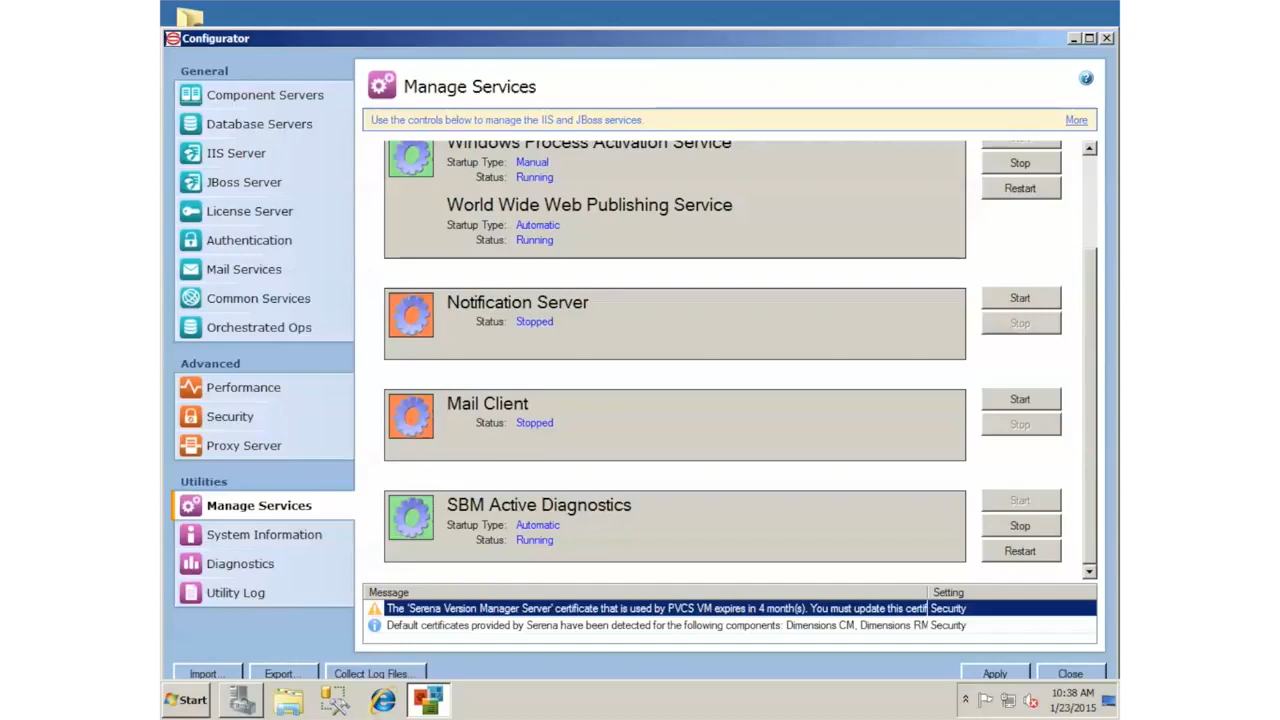 Configurator
General
Component Servers
Database Servers
IIS Server
JBoss Server
License Server
Authentication
Mail Services
Common Services
Orchestrated Ops
Advanced
Performance
Security
Proxy Server
Utilities
Manage Services
System Information
Diagnostics
Utility Log
Manage Services
Use the controls below to manage the IIS and JBoss services.
More
Windows Process Activation Service
Startup Type: Manual
Status: Running
Stop
Restart
World Wide Web Publishing Service
Startup Type: Automatic
Status: Running
Notification Server
Status: Stopped
Start
Stop
Mail Client
Status: Stopped
Start
Stop
SBM Active Diagnostics
Startup Type: Automatic
Status: Running
Start
Stop
Restart
Message Setting
The 'Serena Version Manager Server' certificate that is used by PVCS VM expires in 4 month(s). You must update this certif Security
Default certificates provided by Serena have been detected for the following components: Dimensions CM, Dimensions RM Security
Import... Export... Collect Log Files... Apply Close
Start
10:38 AM
1/23/2015